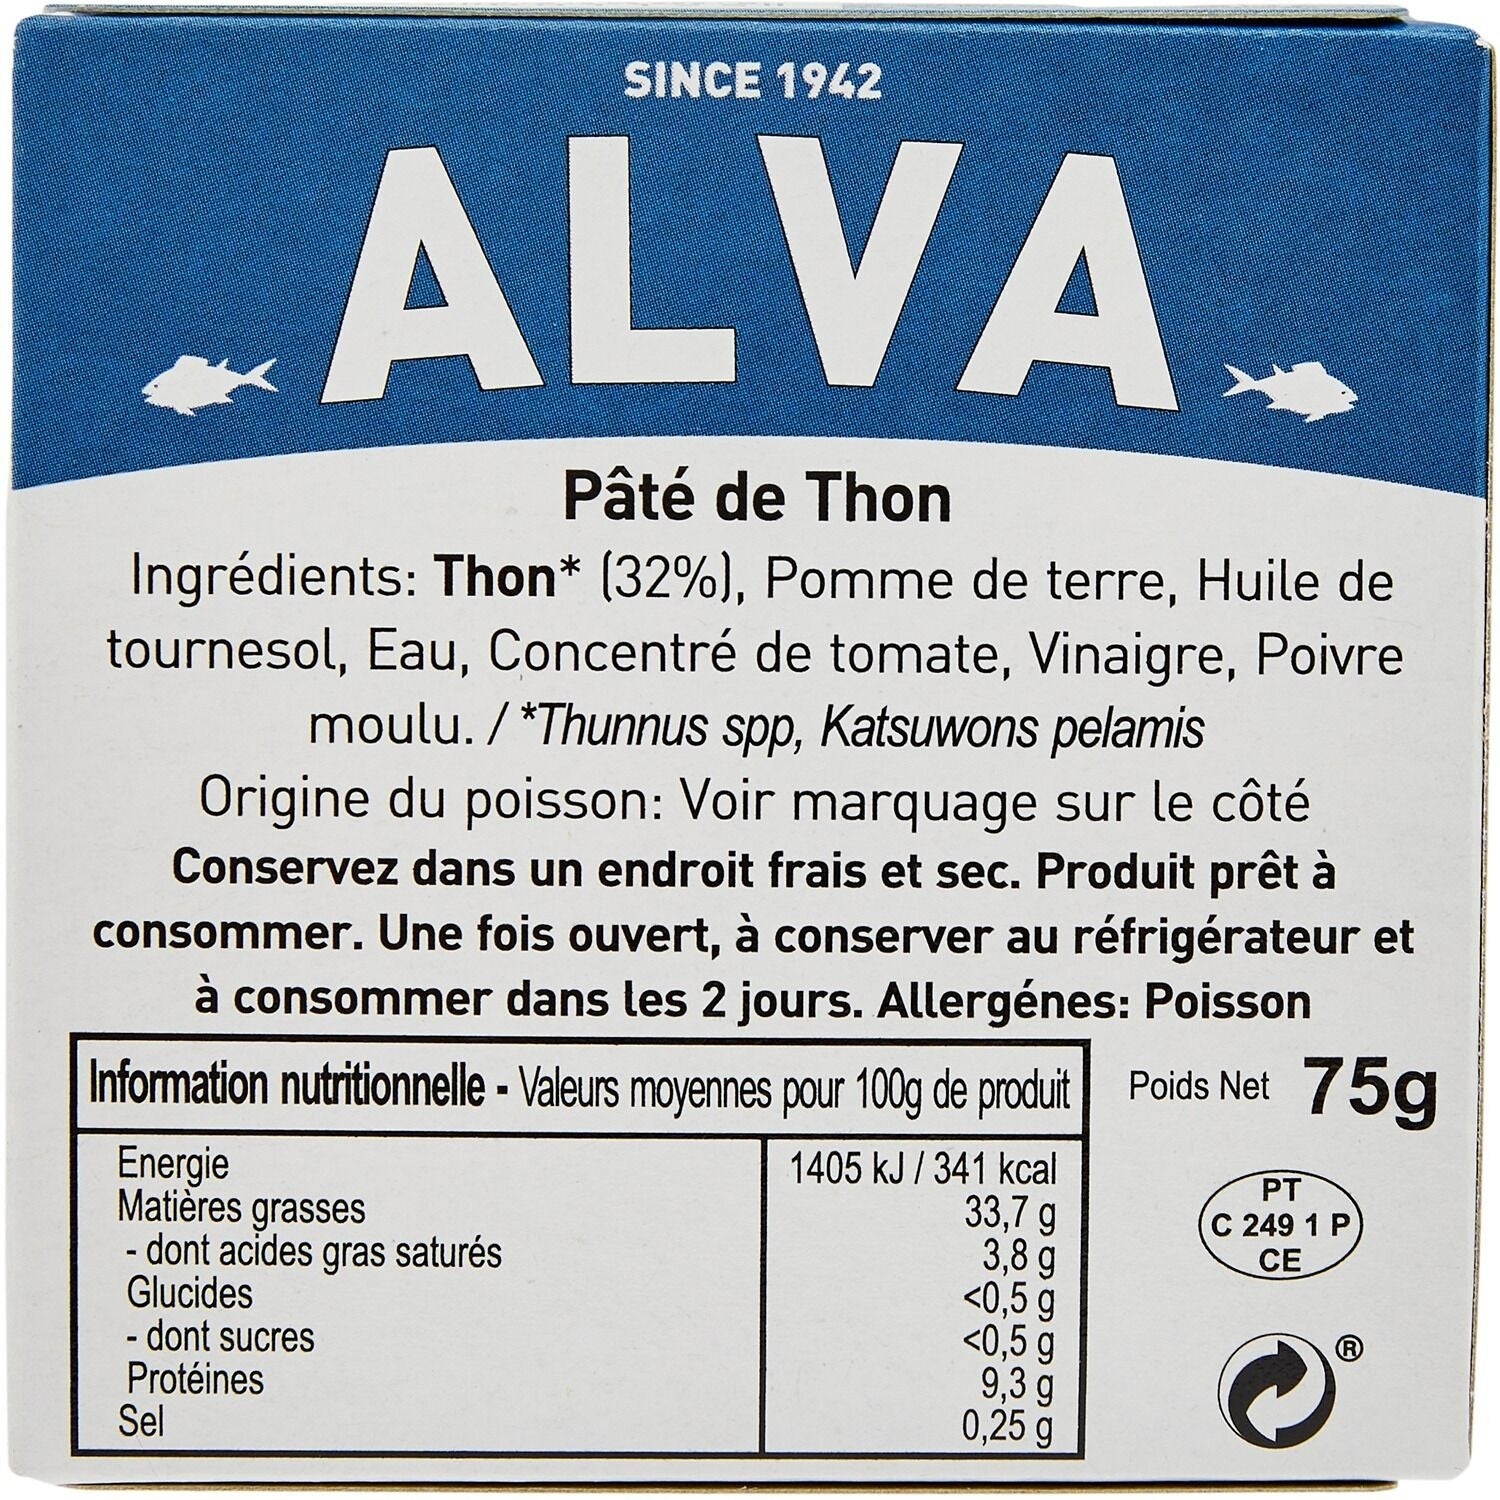 SINCE 1942
ALVA
Pâté de Thon
Ingrédients: Thon* (32%), Pomme de terre, Huile de
tournesol, Eau, Concentré de tomate, Vinaigre, Poivre
moulu. / *Thunnus spp, Katsuwons pelamis
Origine du poisson: Voir marquage sur le côté
Conservez dans un endroit frais et sec. Produit prêt à
consommer. Une fois ouvert, à conserver au réfrigérateur et
à consommer dans les 2 jours. Allergénes: Poisson
Information nutritionnelle - Valeurs moyennes pour 100g de produit
Poids Net 75g
Energie 1405 kJ / 341 kcal
Matières grasses 33,7 g
- dont acides gras saturés 3,8 g
Glucides <0,5 g
- dont sucres <0,5 g
Protéines 9,3 g
Sel 0,25 g
PT
C 249 1 P
CE
®